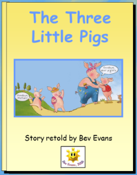 The Three
Little Pigs
Story retold by Bev Evans